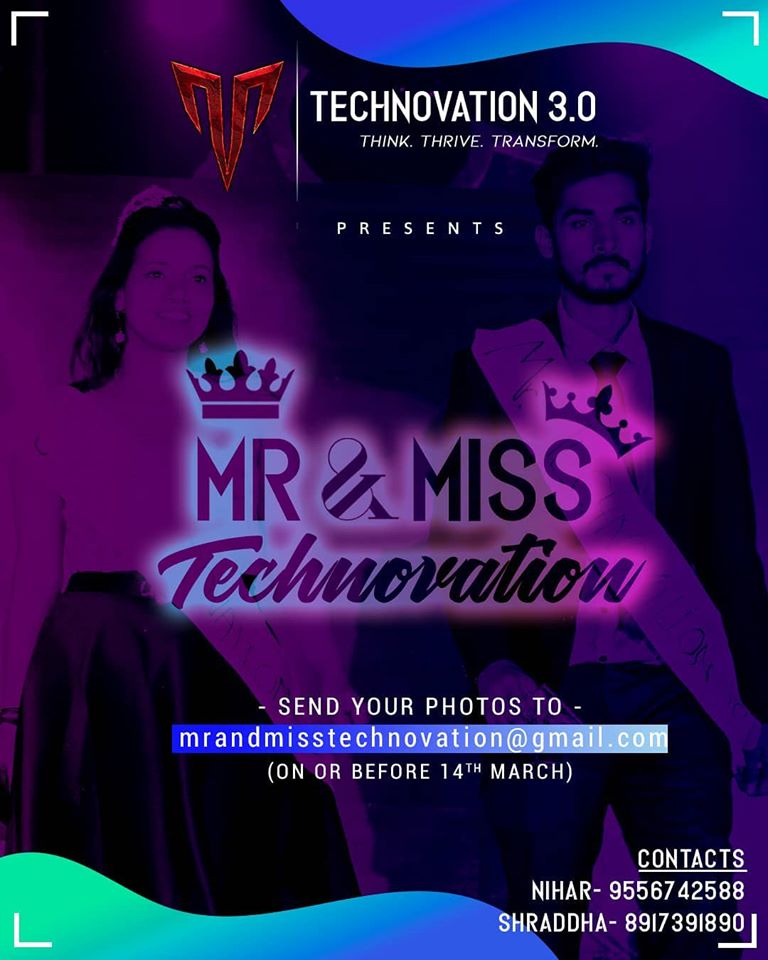 TECHNOVATION 3.0
THINK. THRIVE. TRANSFORM.
PRESENTS
MR & MISS
Technovation
- SEND YOUR PHOTOS TO -
mrandmisstechnovation@gmail.com
(ON OR BEFORE 14TH MARCH)
CONTACTS
NIHAR- 9556742588
SHRADDHA- 8917391890